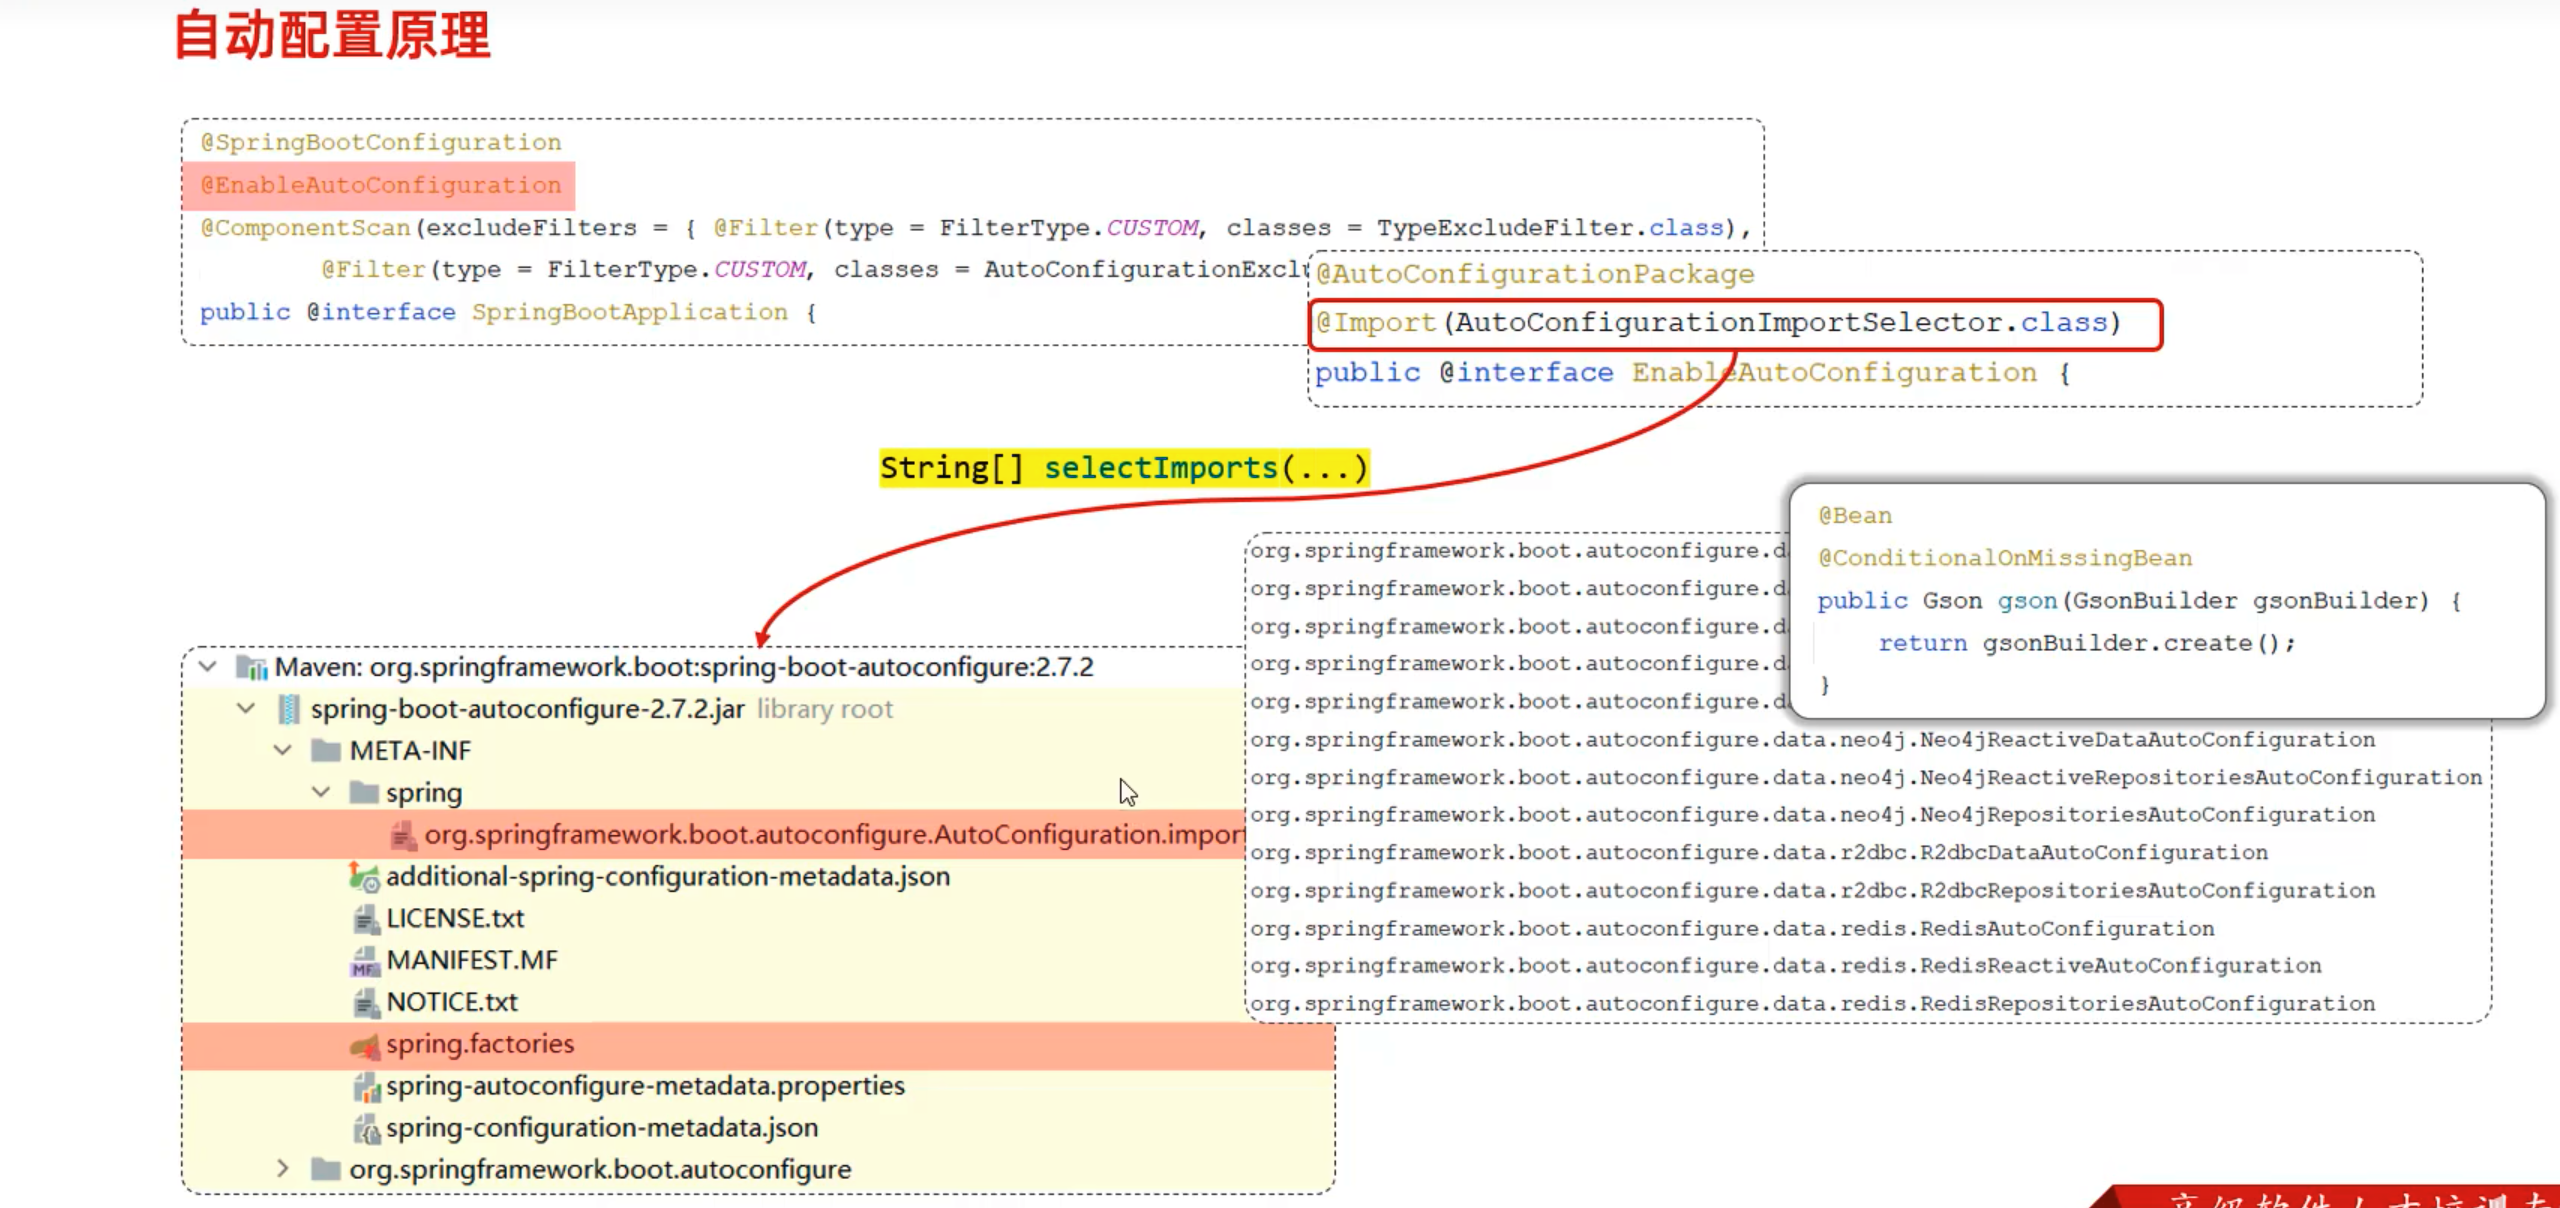 自动配置原理
@SpringBootConfiguration
@EnableAutoConfiguration
@ComponentScan(excludeFilters = { @Filter(type = FilterType.CUSTOM, classes = TypeExcludeFilter.class),
@Filter(type = FilterType.CUSTOM, classes = AutoConfigurationExcl
public @interface SpringBootApplication {
@AutoConfigurationPackage
@Import(AutoConfigurationImportSelector.class)
public @interface EnableAutoConfiguration {
String[] selectImports(...)
@Bean
@ConditionalOnMissingBean
public Gson gson(GsonBuilder gsonBuilder) {
return gsonBuilder.create();
}
Maven: org.springframework.boot:spring-boot-autoconfigure:2.7.2
spring-boot-autoconfigure-2.7.2.jar library root
META-INF
spring
org.springframework.boot.autoconfigure.AutoConfiguration.import
additional-spring-configuration-metadata.json
LICENSE.txt
MANIFEST.MF
NOTICE.txt
spring.factories
spring-autoconfigure-metadata.properties
spring-configuration-metadata.json
org.springframework.boot.autoconfigure
org.springframework.boot.autoconfigure.d
org.springframework.boot.autoconfigure.d
org.springframework.boot.autoconfigure.d
org.springframework.boot.autoconfigure.d
org.springframework.boot.autoconfigure.d
org.springframework.boot.autoconfigure.data.neo4j.Neo4jReactiveDataAutoConfiguration
org.springframework.boot.autoconfigure.data.neo4j.Neo4jReactiveRepositoriesAutoConfiguration
org.springframework.boot.autoconfigure.data.neo4j.Neo4jRepositoriesAutoConfiguration
org.springframework.boot.autoconfigure.data.r2dbc.R2dbcDataAutoConfiguration
org.springframework.boot.autoconfigure.data.r2dbc.R2dbcRepositoriesAutoConfiguration
org.springframework.boot.autoconfigure.data.redis.RedisAutoConfiguration
org.springframework.boot.autoconfigure.data.redis.RedisReactiveAutoConfiguration
org.springframework.boot.autoconfigure.data.redis.RedisRepositoriesAutoConfiguration